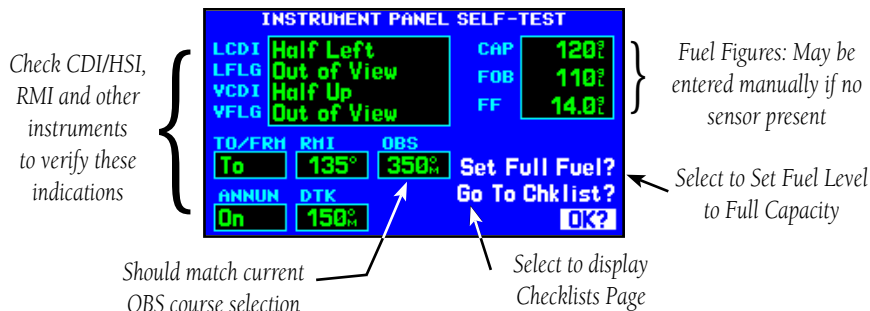 INSTRUMENT PANEL SELF-TEST
Check CDI/HSI,
RMI and other
instruments
to verify these
indications
LCDI Half Left
LFLG Out of View
VCDI Half Up
VFLG Out of View
CAP 120 GL
FOB 110 GL
FF 14.0 GL
Fuel Figures: May be
entered manually if no
sensor present
TO/FRM RMI OBS
To 135° 350°M
ANNUN DTK
On 150°M
Set Full Fuel?
Go To Chklist?
OK?
Select to Set Fuel Level
to Full Capacity
Should match current
OBS course selection
Select to display
Checklists Page